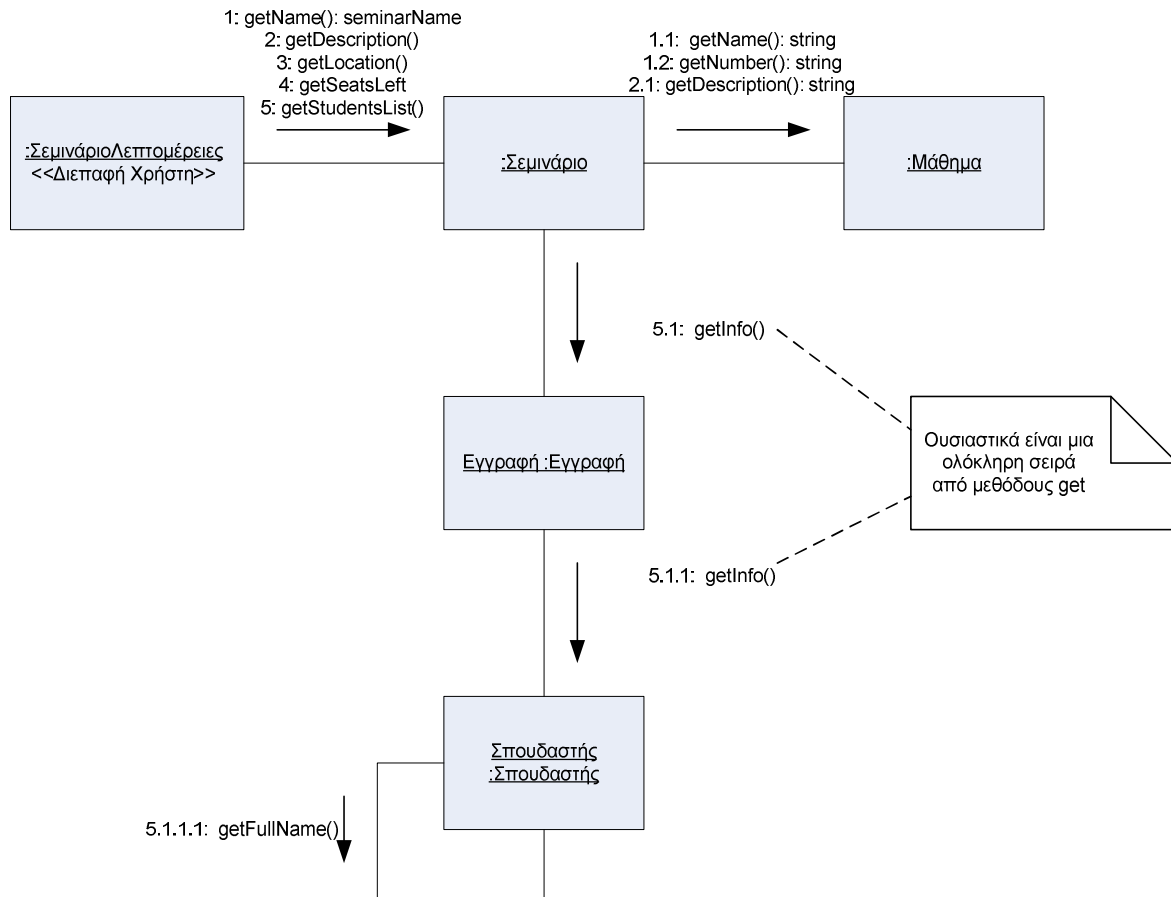 1: getName(): seminarName
2: getDescription()
3: getLocation()
4: getSeatsLeft
5: getStudentsList()
1.1:  getName(): string
1.2: getNumber(): string
2.1: getDescription(): string
:ΣεμινάριοΛεπτομέρειες
<<Διεπαφή Χρήστη>>
:Σεμινάριο
:Μάθημα
5.1:  getInfo()
Ουσιαστικά είναι μια
ολόκληρη σειρά
από μεθόδους get
Εγγραφή :Εγγραφή
5.1.1:  getInfo()
Σπουδαστής
:Σπουδαστής
5.1.1.1:  getFullName()